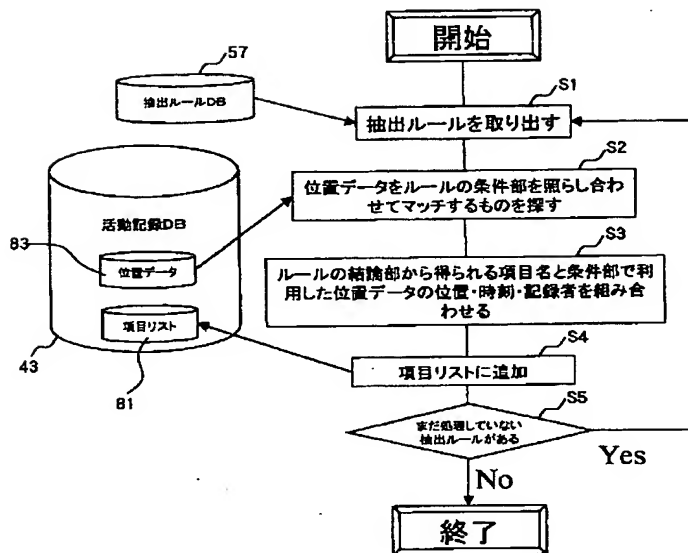 開始
57
抽出ルールDB
S1
抽出ルールを取り出す
S2
位置データをルールの条件部を照らし合わ
せてマッチするものを探す
活動記録DB
83
位置データ
S3
ルールの結論部から得られる項目名と条件部で利
用した位置データの位置・時刻・記録者を組み合
わせる
項目リスト
43
81
S4
項目リストに追加
S5
まだ処理していない
抽出ルールがある
Yes
No
終了